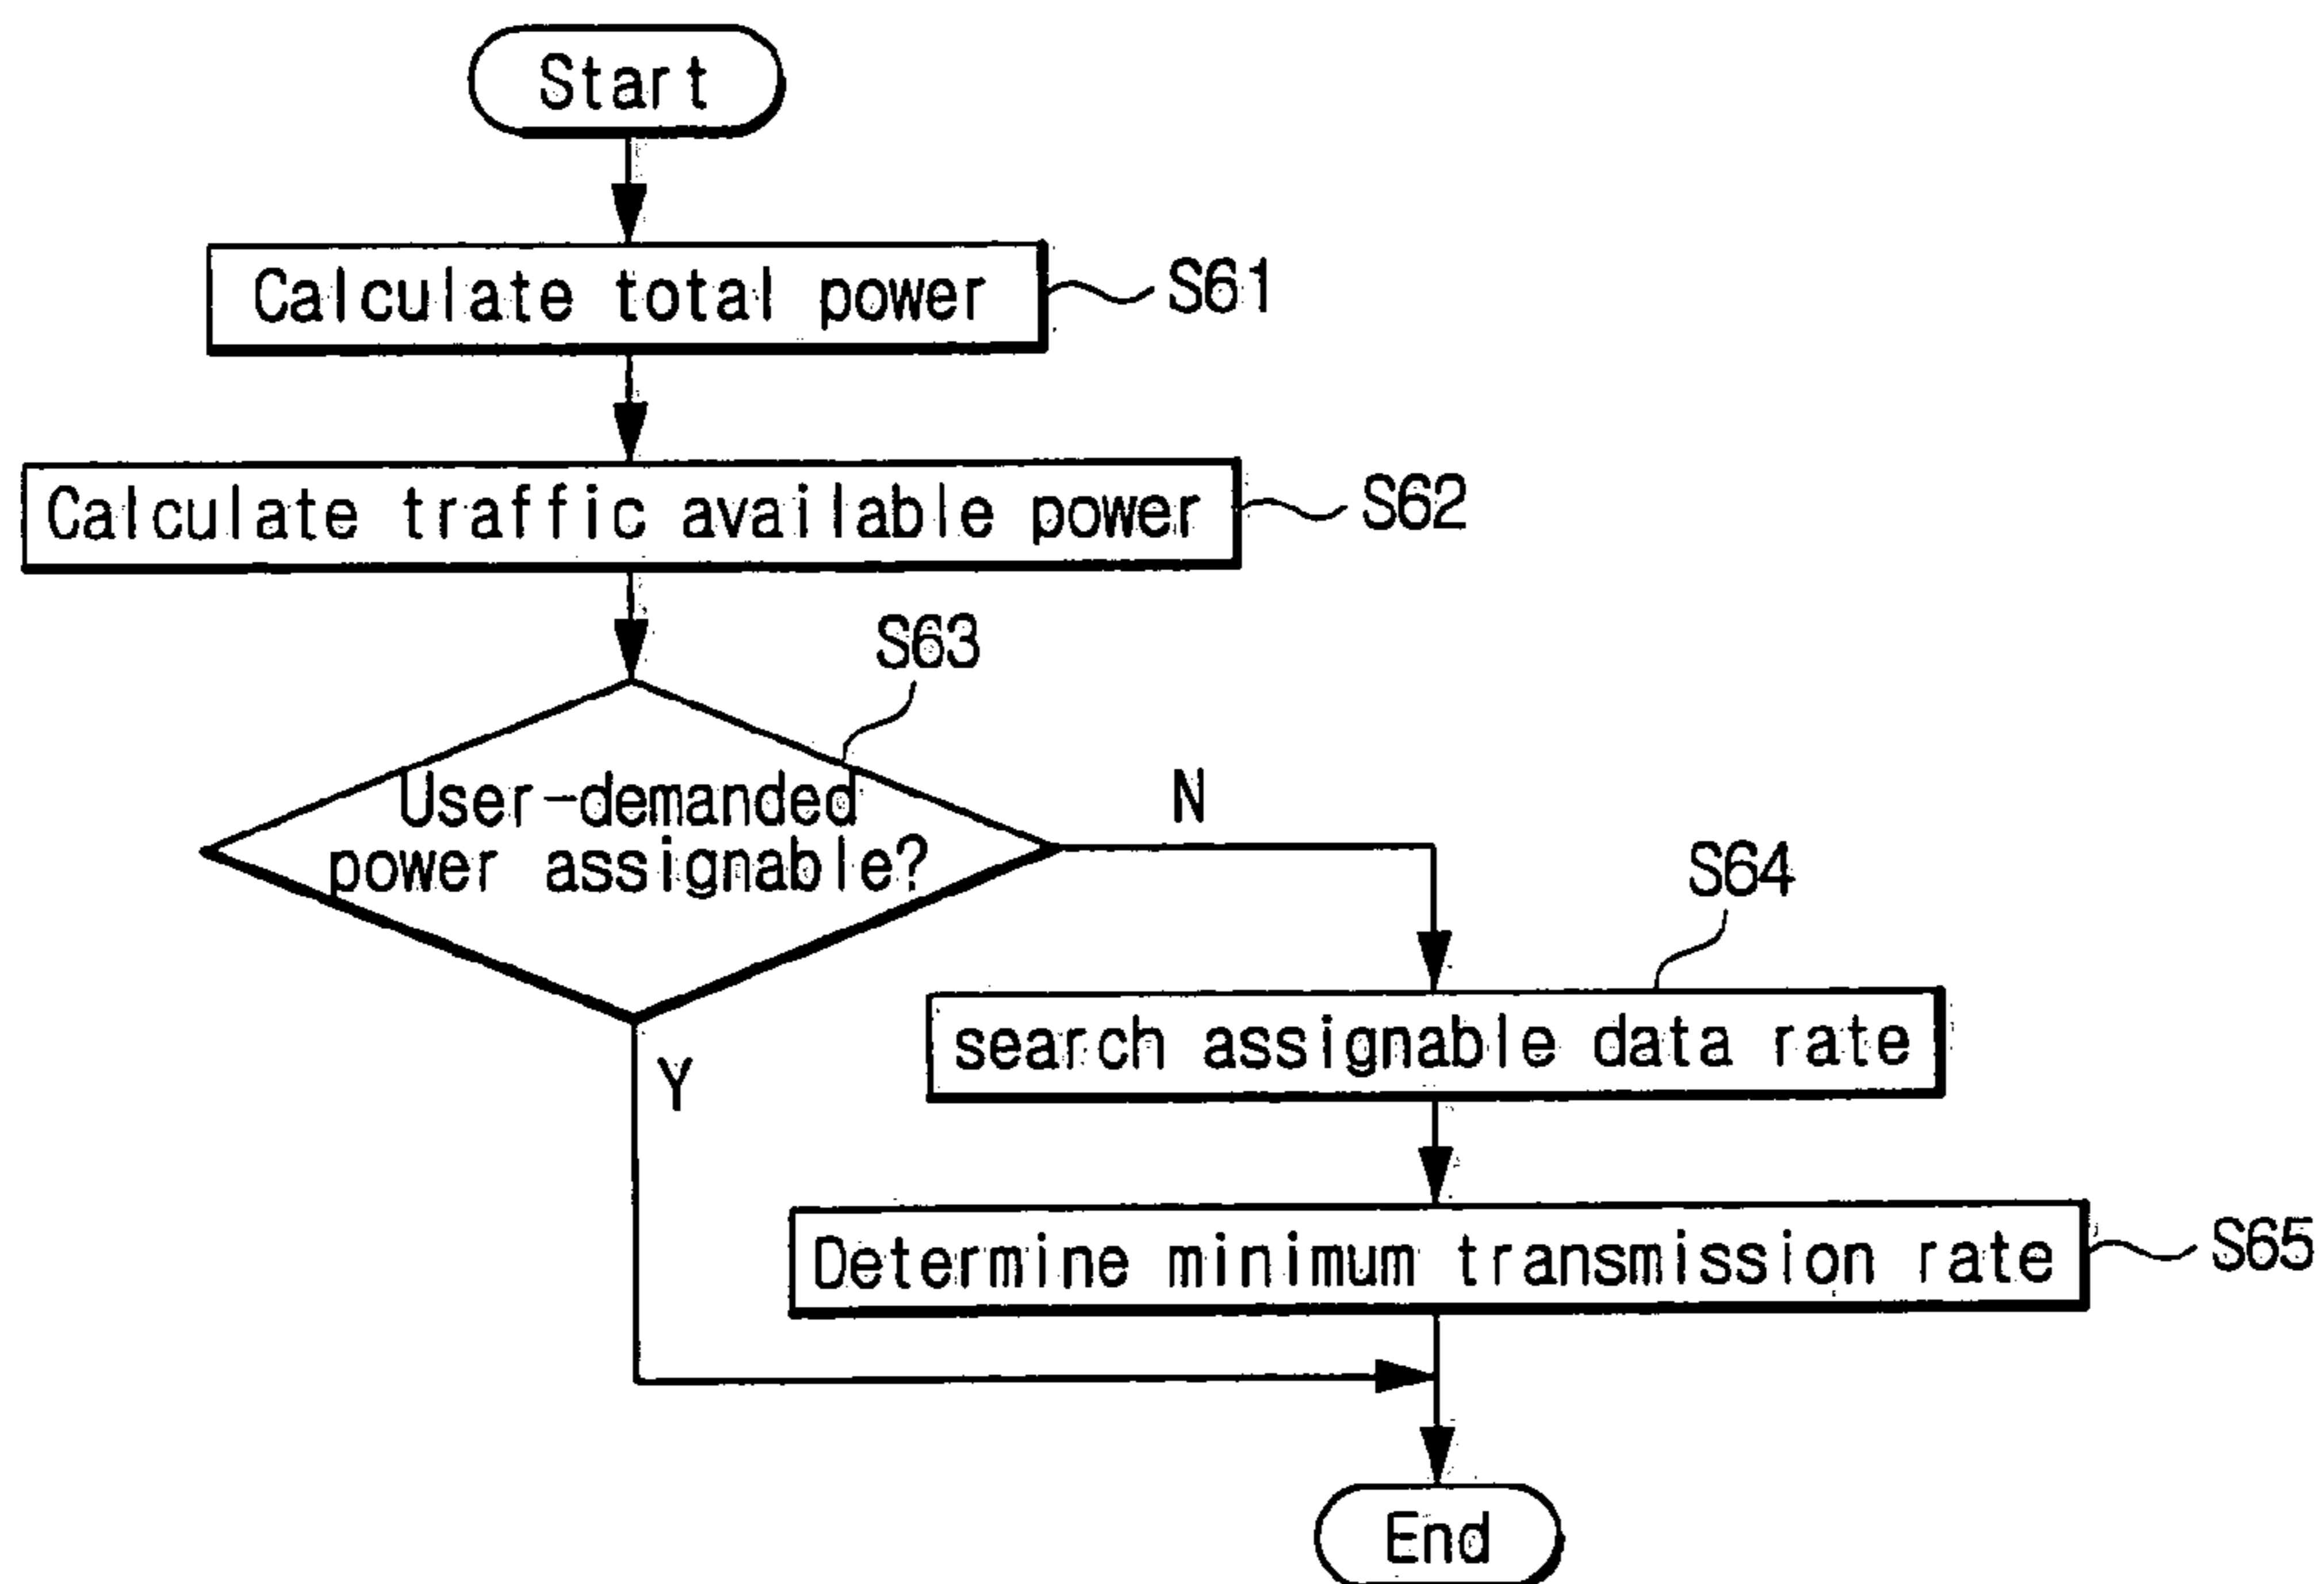 Start
Calculate total power
S61
Calculate traffic available power
S62
S63
User-demanded
power assignable?
N
S64
search assignable data rate
Y
Determine minimum transmission rate
S65
End